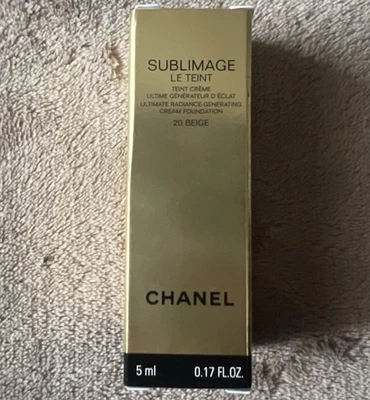 SUBLIMAGE
LE TEINT
TEINT CRÈME
ULTIME GÉNÉRATEUR D'ÉCLAT
ULTIMATE RADIANCE-GENERATING
CREAM FOUNDATION
20 BEIGE
CHANEL
5 ml 0.17 FL.OZ.